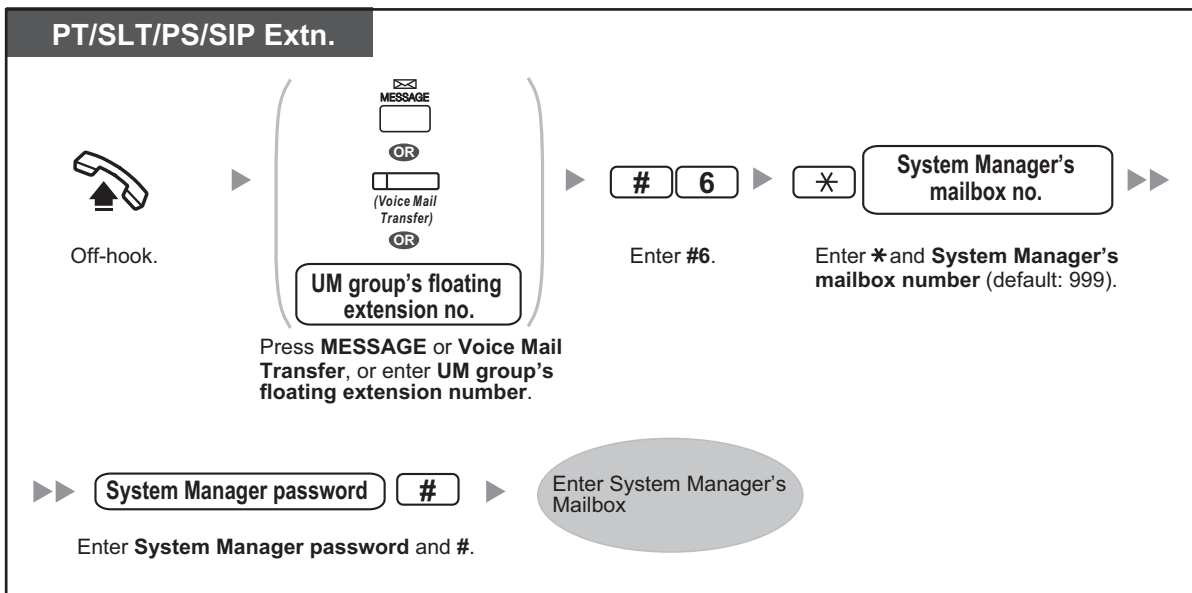 PT/SLT/PS/SIP Extn.
MESSAGE
OR
(Voice Mail
Transfer)
OR
UM group's floating
extension no.
# 6
✳ System Manager's
mailbox no.
Off-hook.
Press MESSAGE or Voice Mail
Transfer, or enter UM group's
floating extension number.
Enter #6.
Enter ✳ and System Manager's
mailbox number (default: 999).
System Manager password #
Enter System Manager's
Mailbox
Enter System Manager password and #.